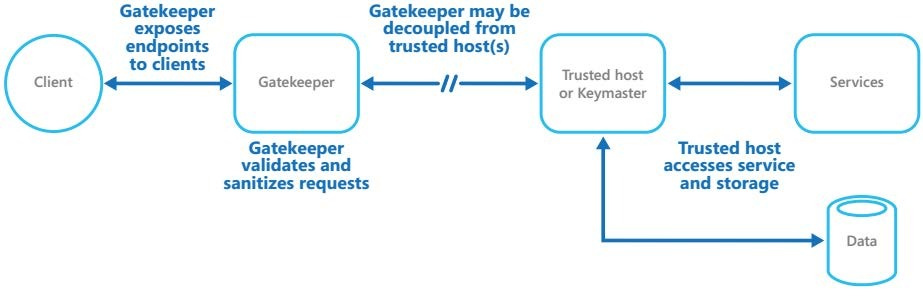 Gatekeeper
exposes
endpoints
to clients
Gatekeeper may be
decoupled from
trusted host(s)
Client
Gatekeeper
Trusted host
or Keymaster
Services
Gatekeeper
validates and
sanitizes requests
Trusted host
accesses service
and storage
Data